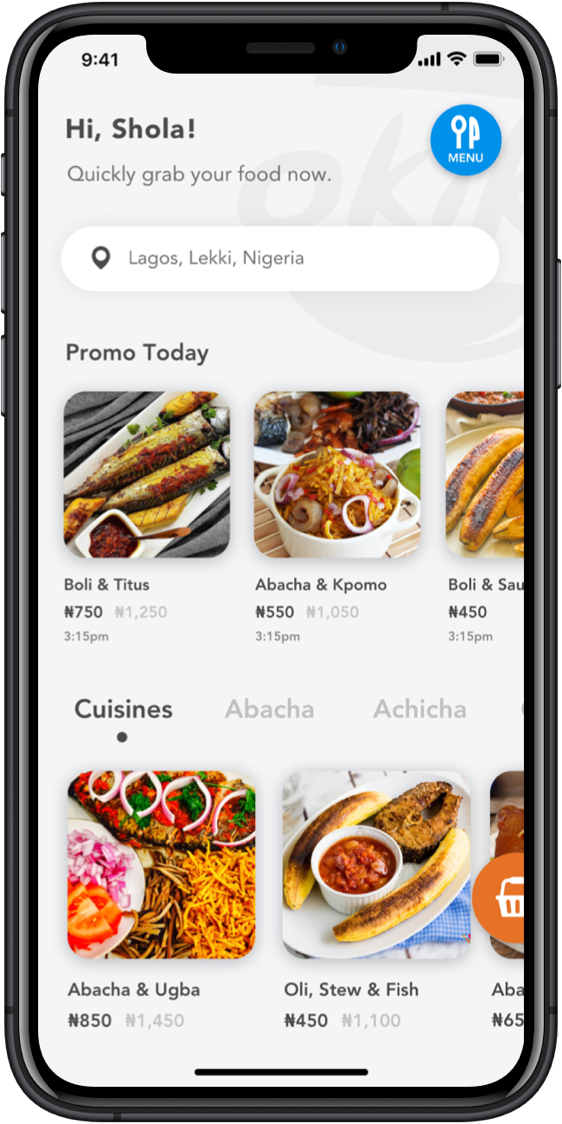 9:41
Hi, Shola!
MENU
Quickly grab your food now.
Lagos, Lekki, Nigeria
Promo Today
Boli & Titus
Abacha & Kpomo
Boli & Sau
₦750 ₦1,250
₦550 ₦1,050
₦450
3:15pm
3:15pm
3:15pm
Cuisines
Abacha
Achicha
Abacha & Ugba
Oli, Stew & Fish
Aba
₦850 ₦1,450
₦450 ₦1,100
₦65